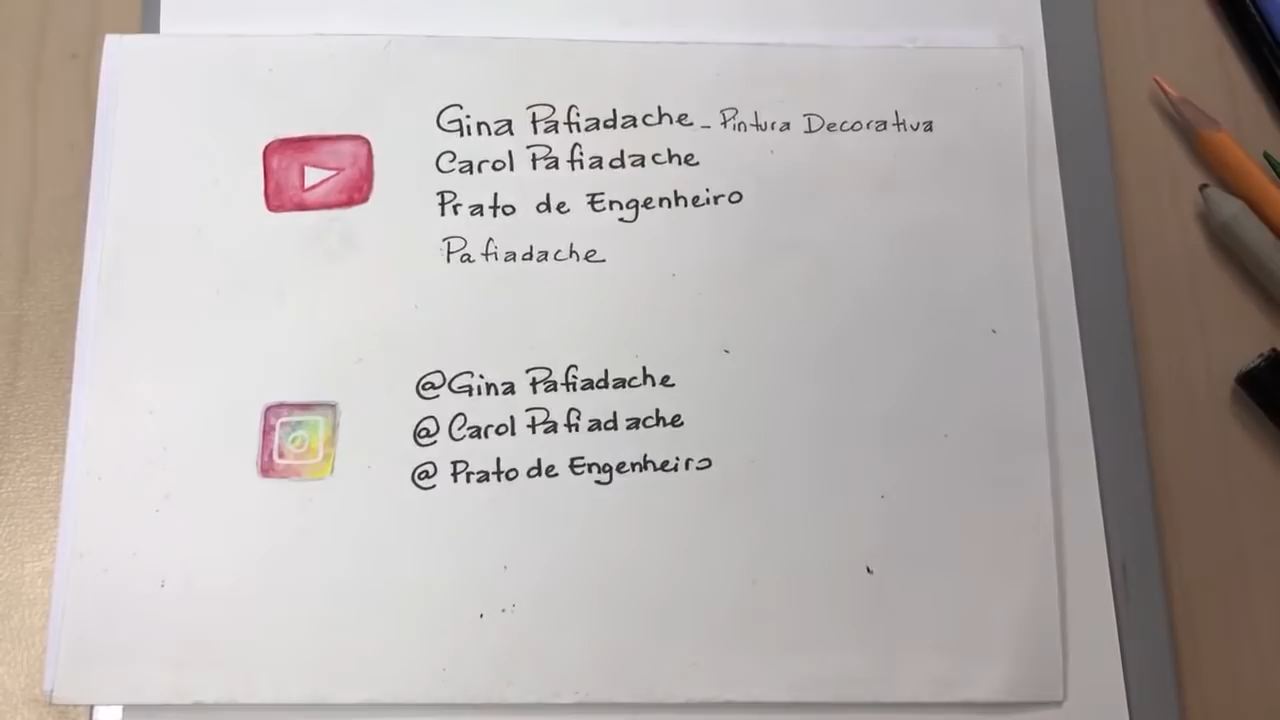 Gina Pafiadache - Pintura Decorativa
Carol Pafiadache
Prato de Engenheiro
Pafiadache
@Gina Pafiadache
@ Carol Pafiadache
@ Prato de Engenheiro